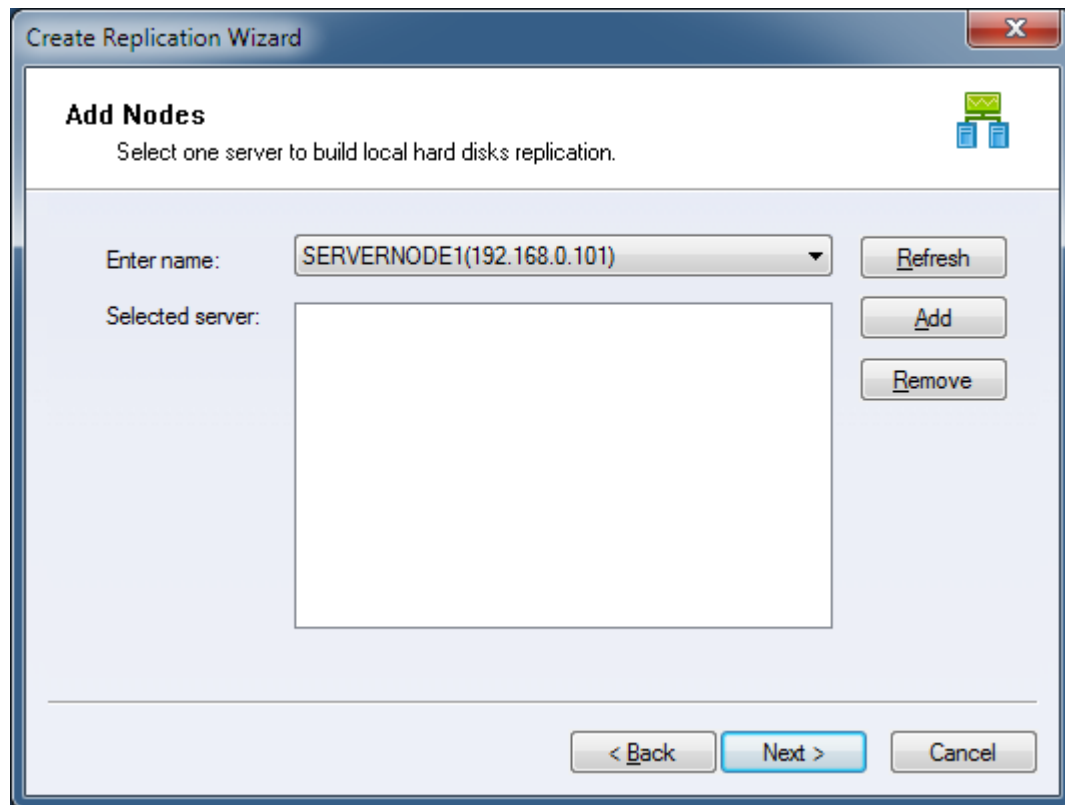 Create Replication Wizard
x
Add Nodes
Select one server to build local hard disks replication.
Enter name:
SERVERNODE1(192.168.0.101)
Refresh
Selected server:
Add
Remove
< Back
Next >
Cancel